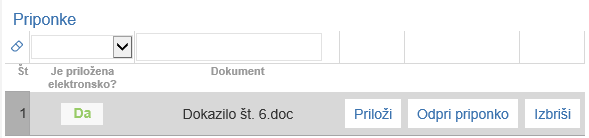 Priponke
Št Je priložena elektronsko? Dokument
1 Da Dokazilo št. 6.doc Priloži Odpri priponko Izbriši